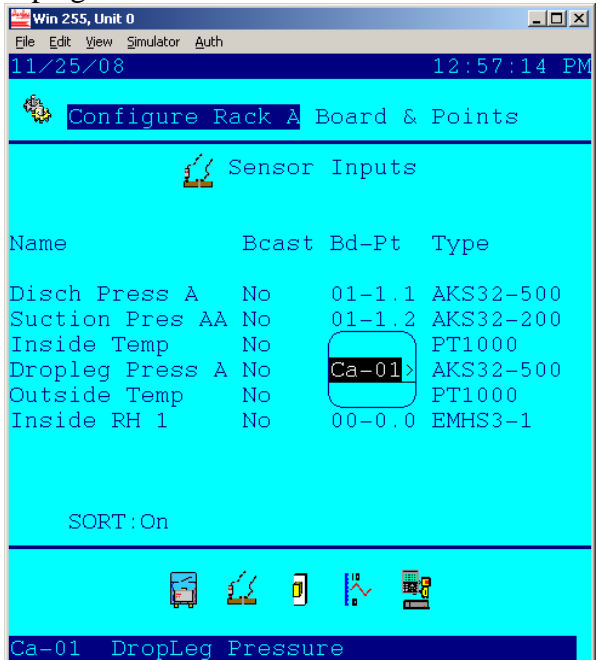 Win 255, Unit 0
File Edit View Simulator Auth
11/25/08 12:57:14 PM
Configure Rack A Board & Points
Sensor Inputs
Name Bcast Bd-Pt Type
Disch Press A No 01-1.1 AKS32-500
Suction Pres AA No 01-1.2 AKS32-200
Inside Temp No PT1000
Dropleg Press A No Ca-01> AKS32-500
Outside Temp No PT1000
Inside RH 1 No 00-0.0 EMHS3-1
SORT:On
Ca-01 DropLeg Pressure